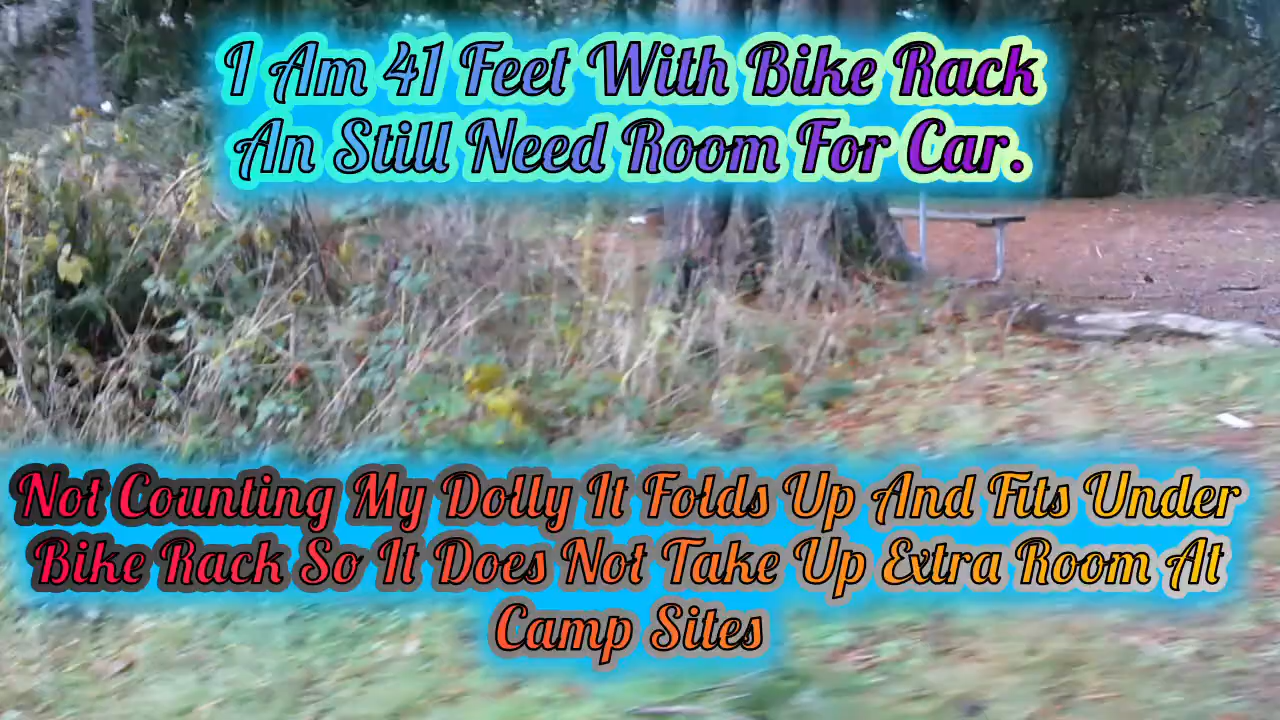 I Am 41 Feet With Bike Rack
An Still Need Room For Car.
Not Counting My Dolly It Folds Up And Fits Under
Bike Rack So It Does Not Take Up Extra Room At
Camp Sites